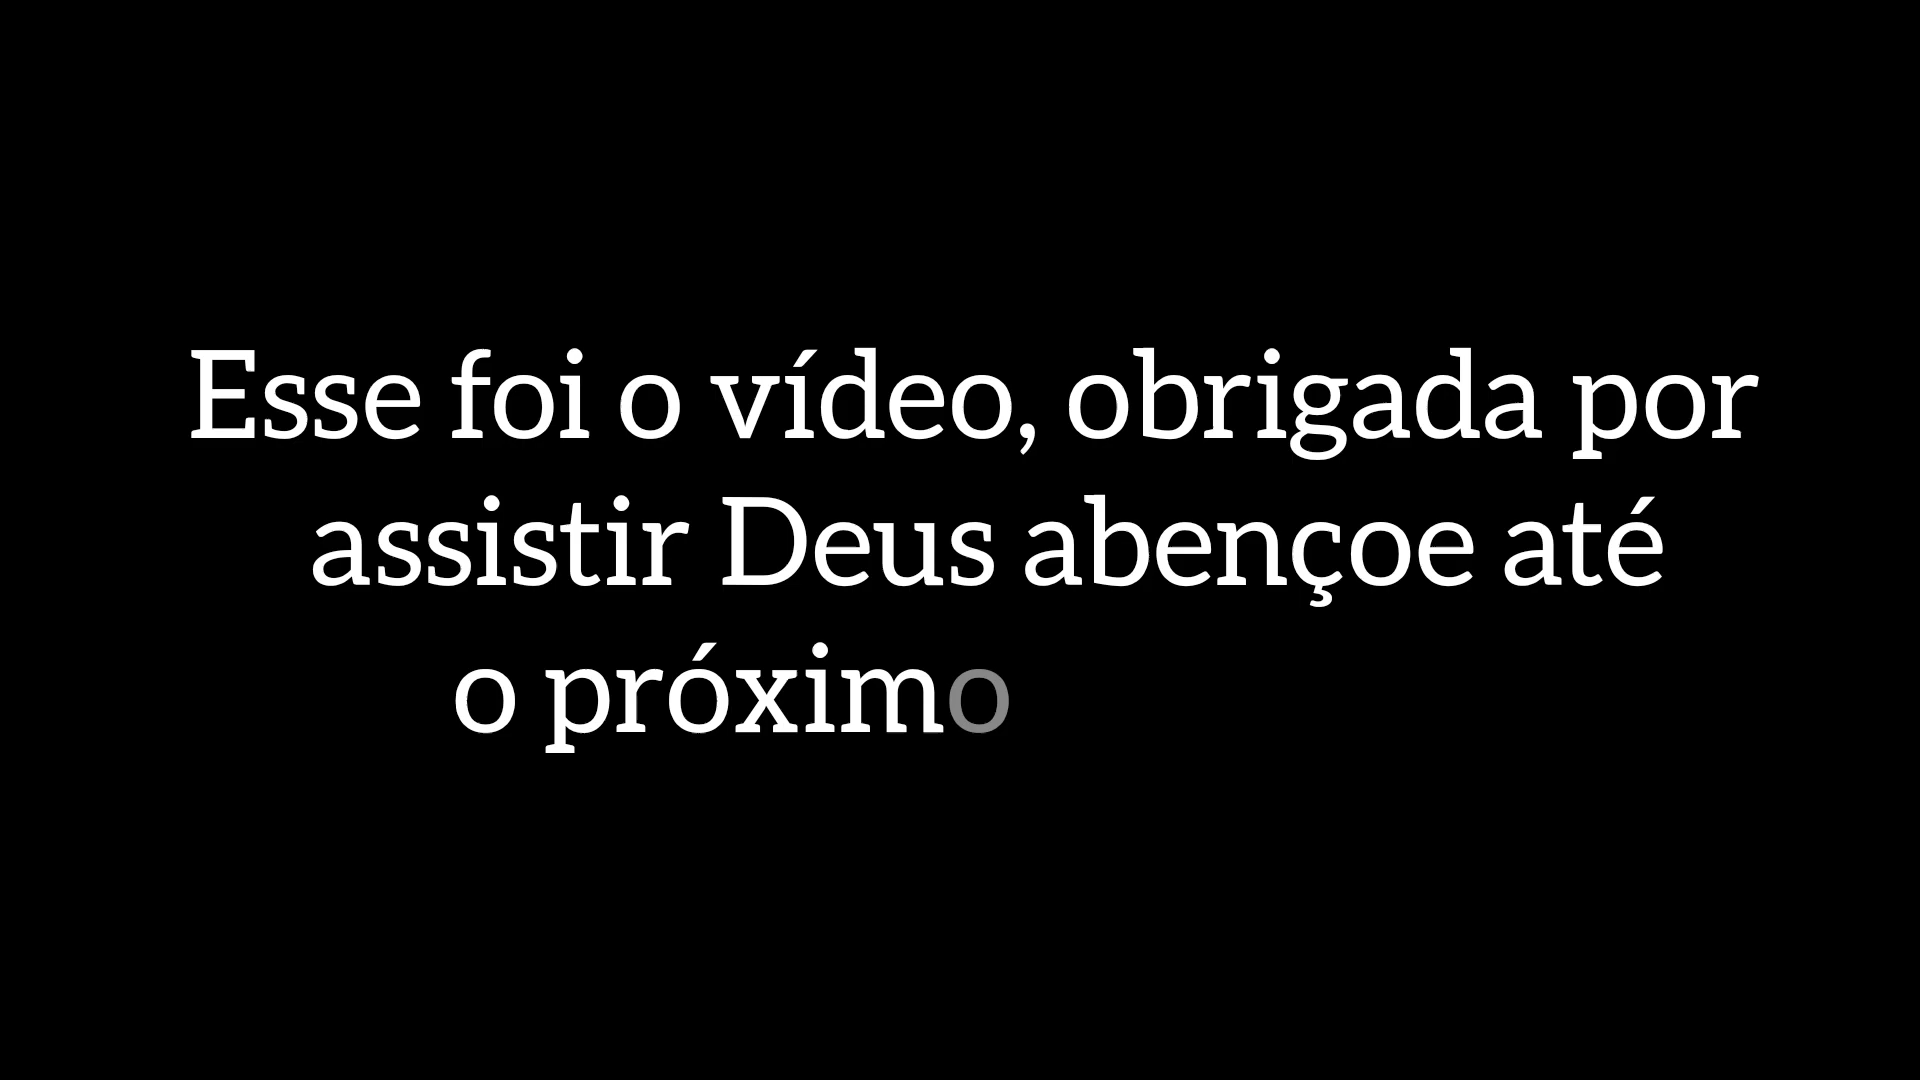 Esse foi o vídeo, obrigada por
assistir Deus abençoe até
o próximo